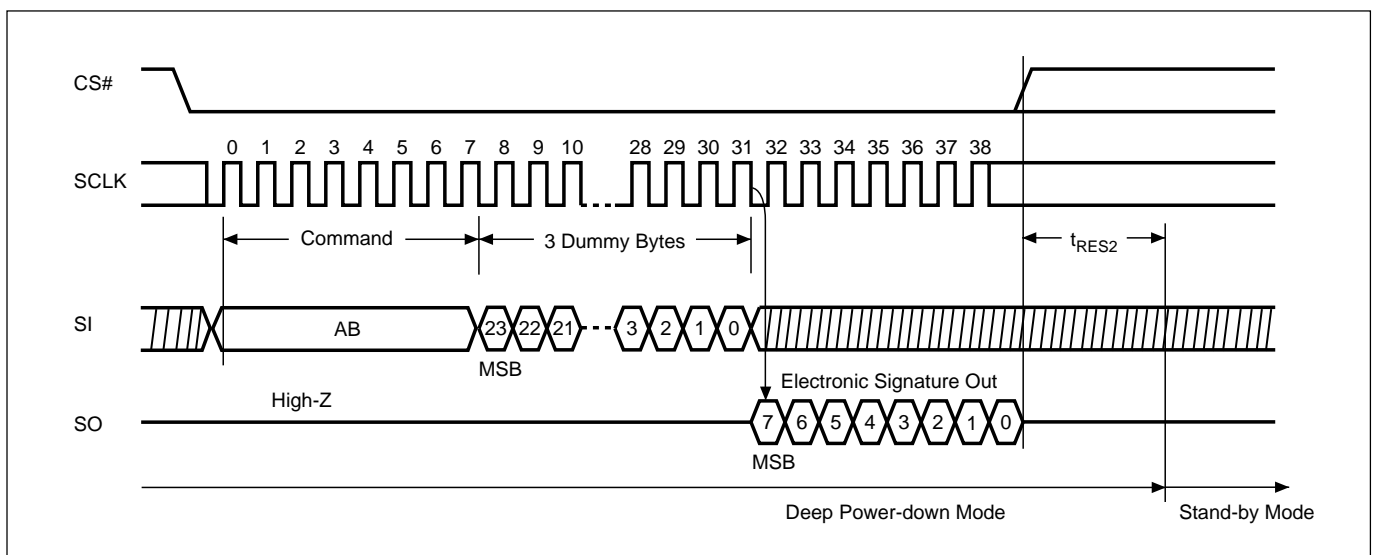 CS#
0 1 2 3 4 5 6 7 8 9 10 28 29 30 31 32 33 34 35 36 37 38
SCLK
Command
3 Dummy Bytes
tRES2
SI
AB
23 22 21 3 2 1 0
MSB
Electronic Signature Out
High-Z
SO
7 6 5 4 3 2 1 0
MSB
Deep Power-down Mode
Stand-by Mode